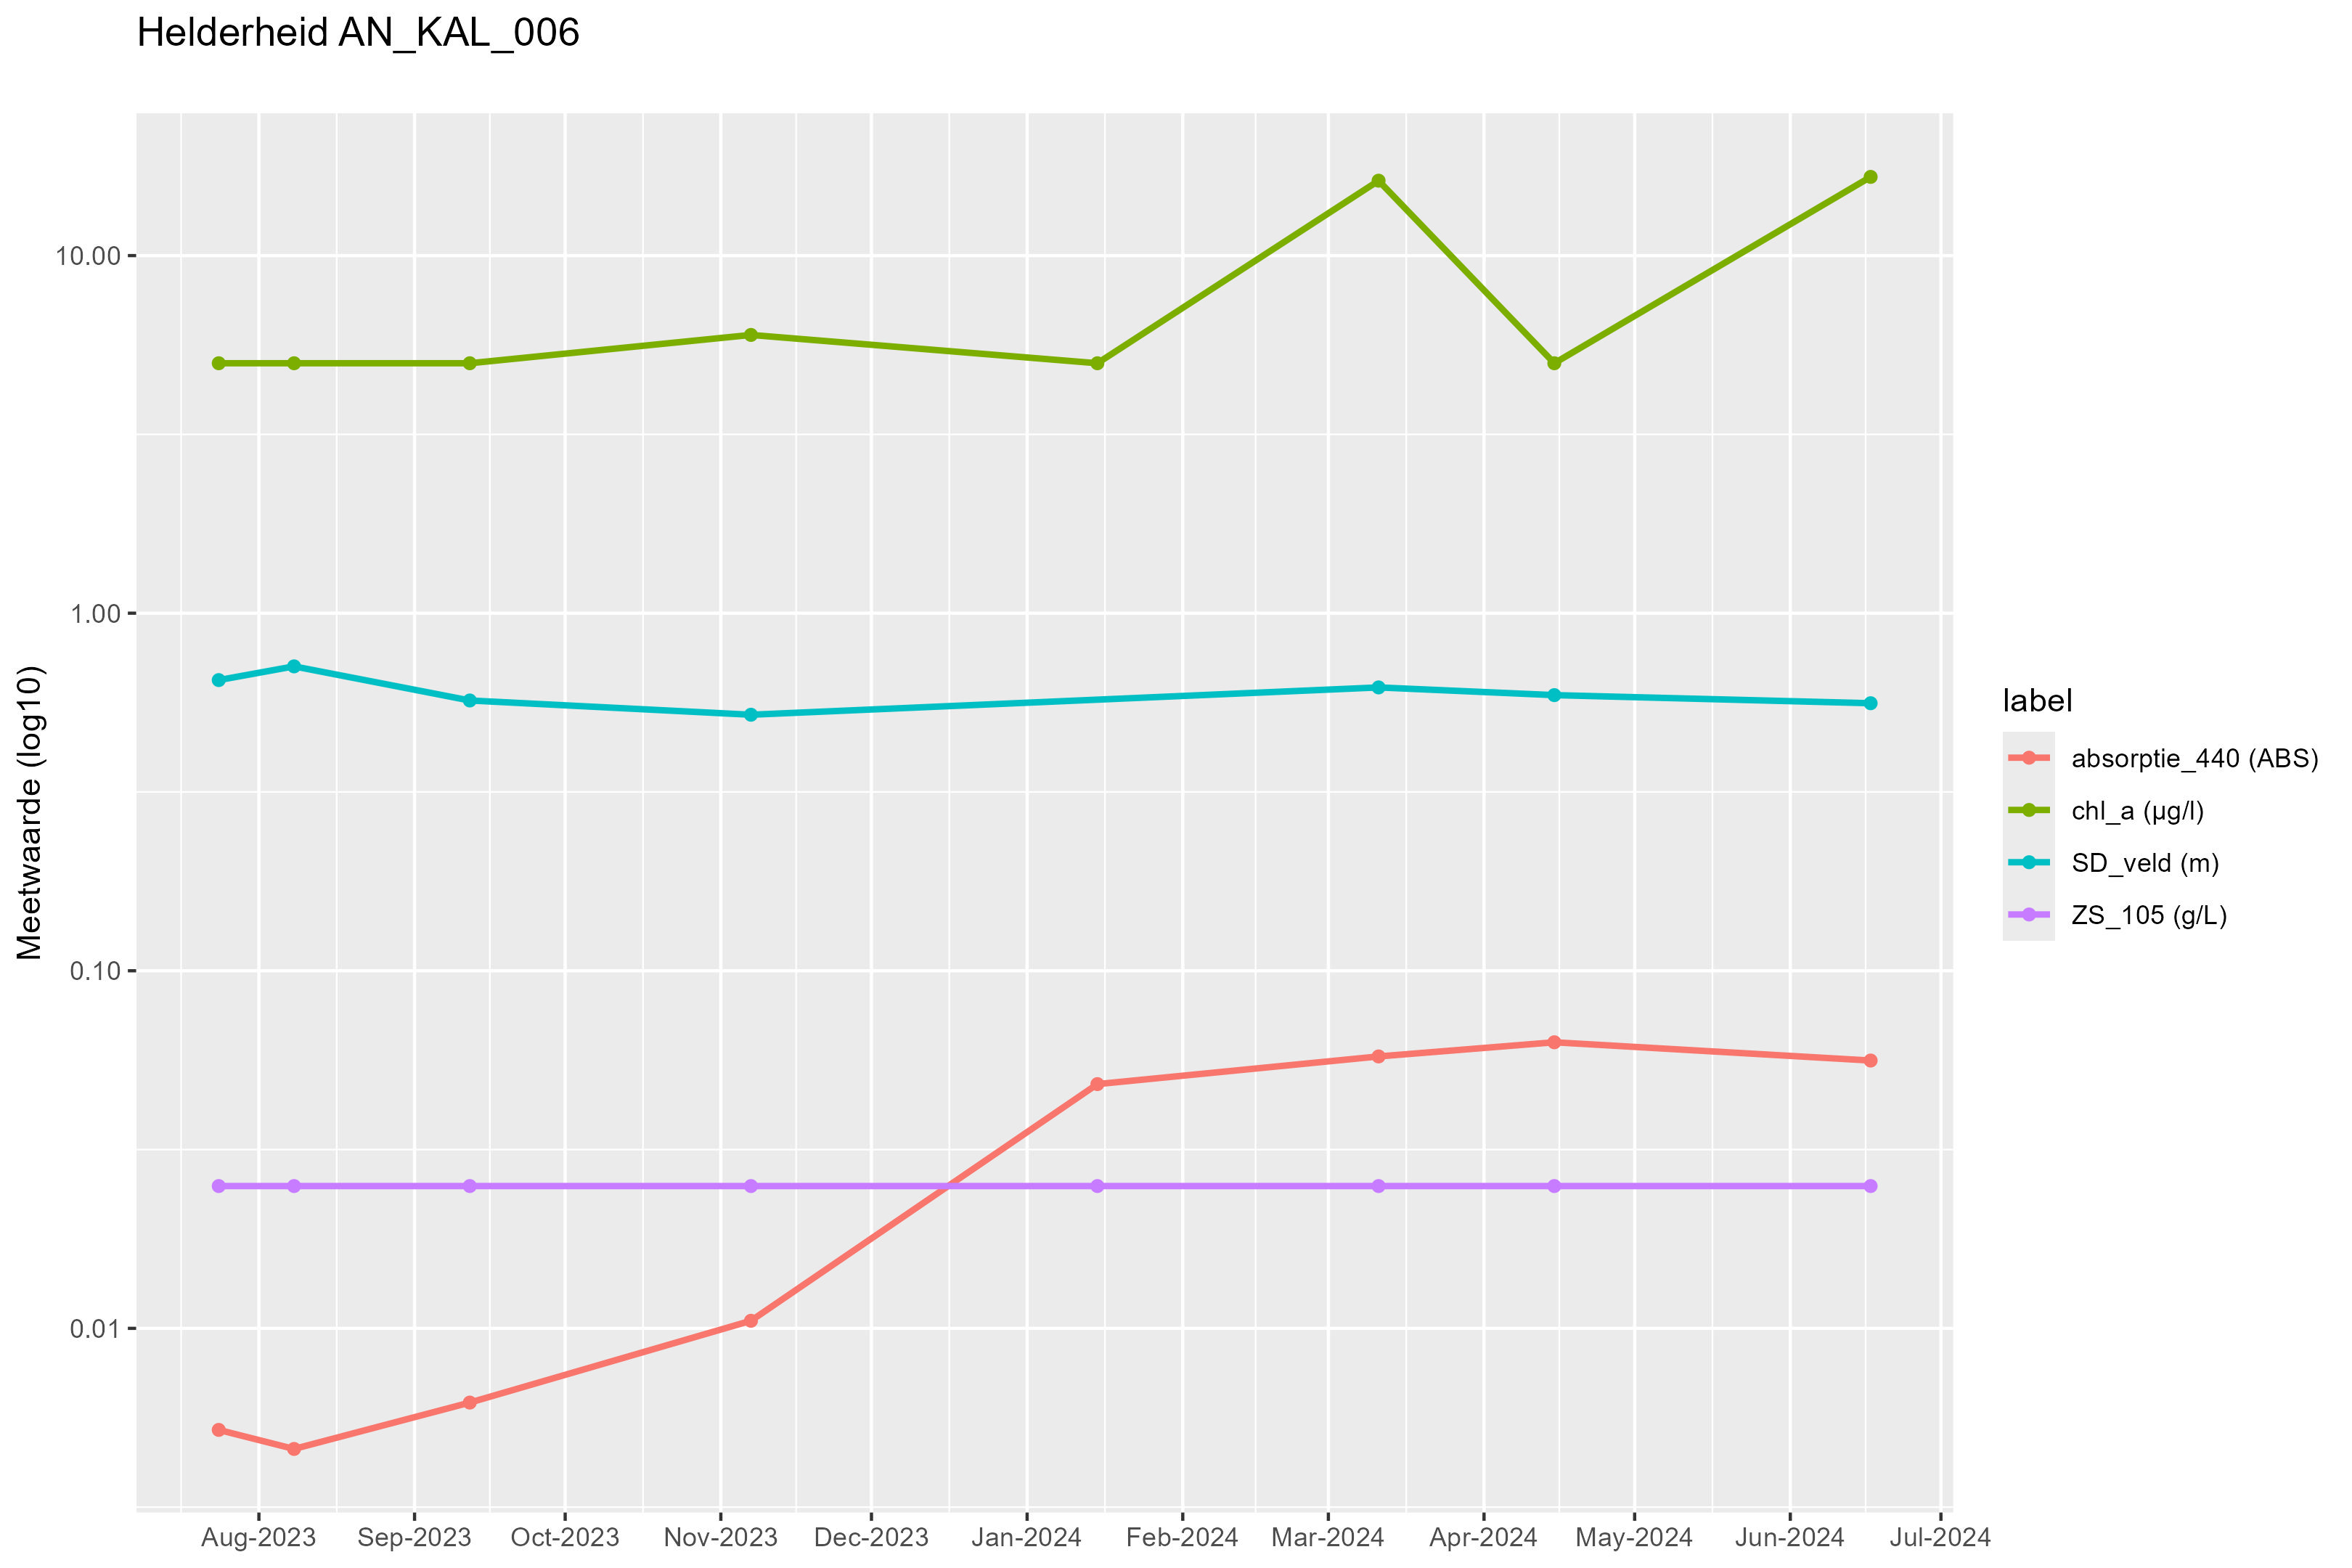 Helderheid AN_KAL_006
Meetwaarde (log10)
10.00
1.00
0.10
0.01
Aug-2023 Sep-2023 Oct-2023 Nov-2023 Dec-2023 Jan-2024 Feb-2024 Mar-2024 Apr-2024 May-2024 Jun-2024 Jul-2024
label
absorptie_440 (ABS)
chl_a (µg/l)
SD_veld (m)
ZS_105 (g/L)